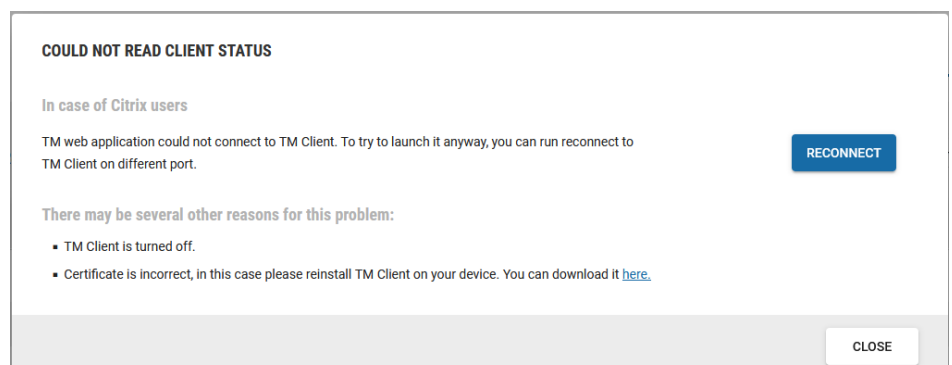 COULD NOT READ CLIENT STATUS
In case of Citrix users
TM web application could not connect to TM Client. To try to launch it anyway, you can run reconnect to
TM Client on different port.
RECONNECT
There may be several other reasons for this problem:
▪ TM Client is turned off.
▪ Certificate is incorrect, in this case please reinstall TM Client on your device. You can download it here.
CLOSE